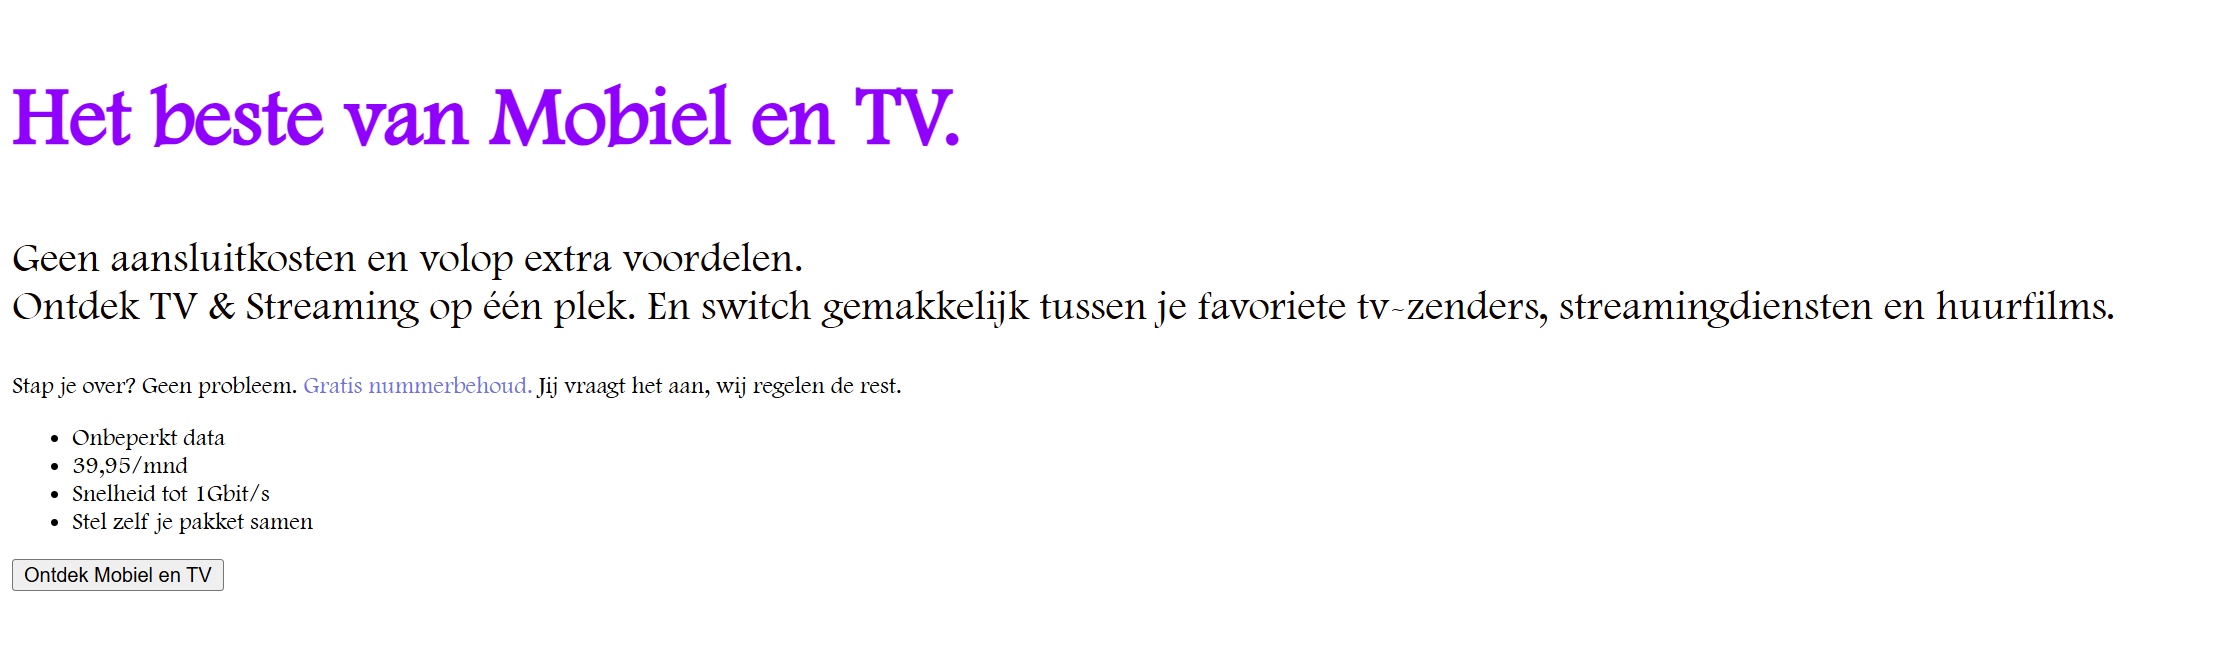 Het beste van Mobiel en TV.
Geen aansluitkosten en volop extra voordelen.
Ontdek TV & Streaming op één plek. En switch gemakkelijk tussen je favoriete tv-zenders, streamingdiensten en huurfilms.
Stap je over? Geen probleem. Gratis nummerbehoud. Jij vraagt het aan, wij regelen de rest.
• Onbeperkt data
• 39,95/mnd
• Snelheid tot 1Gbit/s
• Stel zelf je pakket samen
Ontdek Mobiel en TV